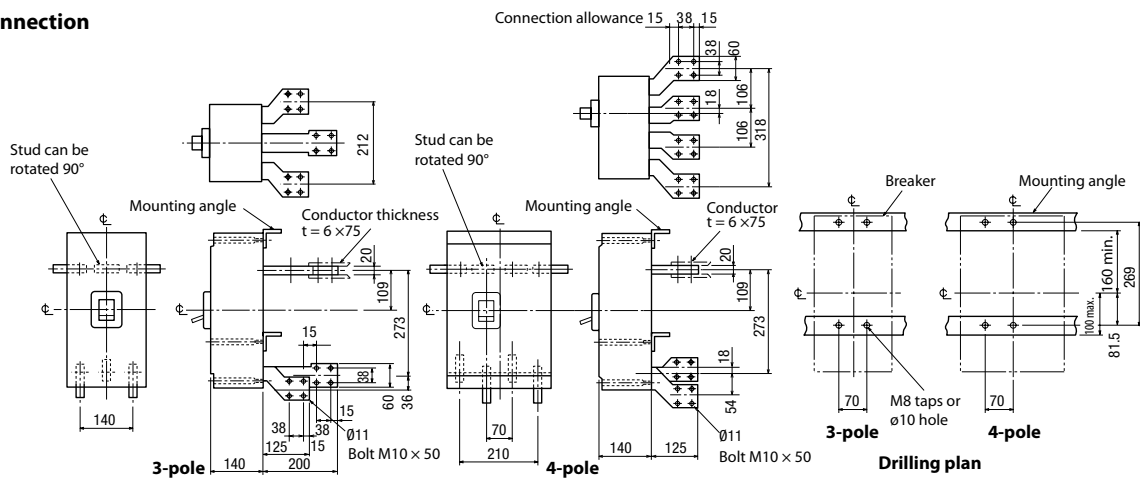 nnection
Connection allowance 15 38 15
38
60
18
106
106
318
212
Stud can be
rotated 90°
Mounting angle
Conductor thickness
t = 6 ×75
20
109
273
15
38
60
36
15
38
38
15
125
Ø11
Bolt M10 × 50
140
3-pole
140
200
Stud can be
rotated 90°
Mounting angle
Conductor
t = 6 ×75
20
109
273
18
54
70
210
Ø11
Bolt M10 × 50
140
125
4-pole
Breaker
Mounting angle
160 min.
269
100 max.
81.5
70
M8 taps or
ø10 hole
70
3-pole
4-pole
Drilling plan